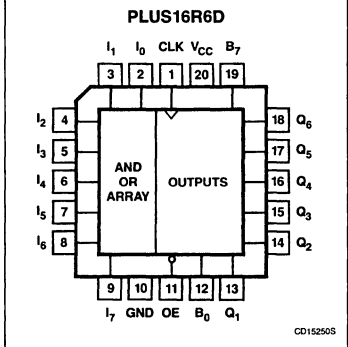 PLUS16R6D
I1 I0 CLK VCC B7
3 2 1 20 19
I2 4 18 Q6
I3 5 17 Q5
I4 6 AND OR ARRAY OUTPUTS 16 Q4
I5 7 15 Q3
I6 8 14 Q2
9 10 11 12 13
I7 GND OE B0 Q1
CD15250S